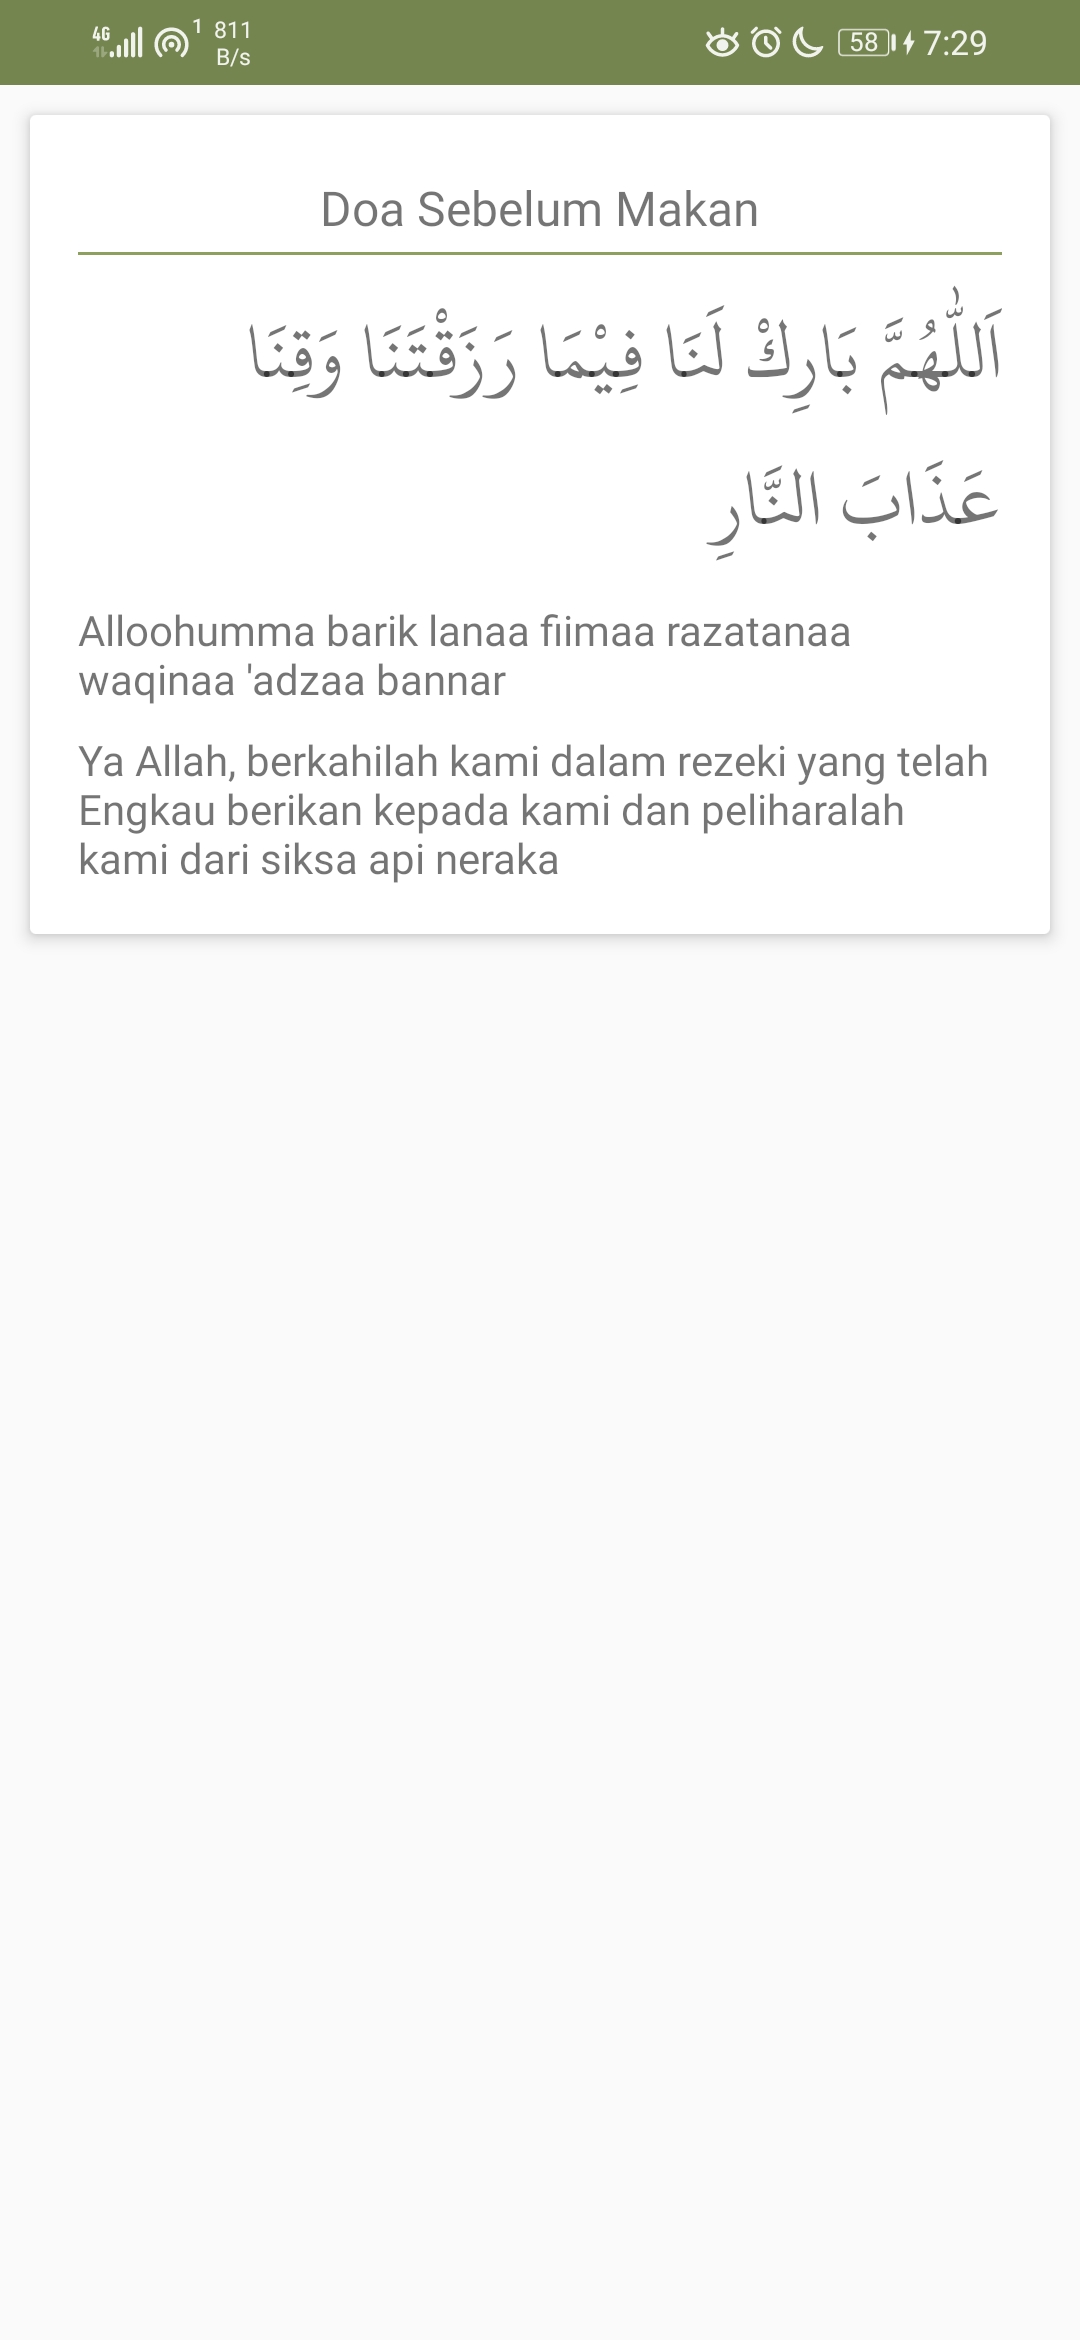 4G 1 811
B/s
58 7:29
Doa Sebelum Makan
اَللّٰهُمَّ بَارِكْ لَنَا فِيْمَا رَزَقْتَنَا وَقِنَا
عَذَابَ النَّارِ
Alloohumma barik lanaa fiimaa razatanaa
waqinaa 'adzaa bannar
Ya Allah, berkahilah kami dalam rezeki yang telah
Engkau berikan kepada kami dan peliharalah
kami dari siksa api neraka